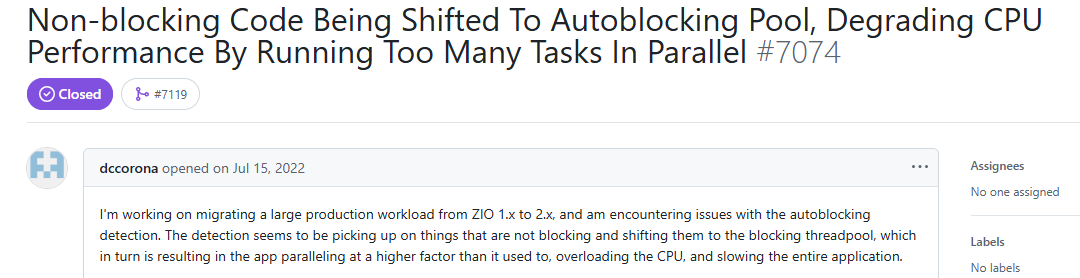 Non-blocking Code Being Shifted To Autoblocking Pool, Degrading CPU
Performance By Running Too Many Tasks In Parallel #7074
Closed
#7119
dccorona opened on Jul 15, 2022
...
I'm working on migrating a large production workload from ZIO 1.x to 2.x, and am encountering issues with the autoblocking
detection. The detection seems to be picking up on things that are not blocking and shifting them to the blocking threadpool, which
in turn is resulting in the app paralleling at a higher factor than it used to, overloading the CPU, and slowing the entire application.
Assignees
No one assigned
Labels
No labels